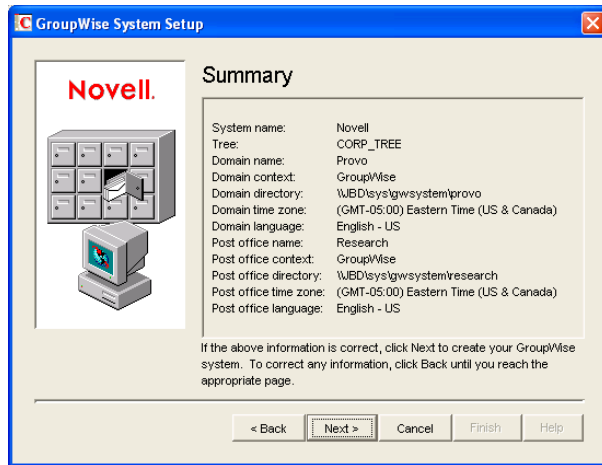 GroupWise System Setup
Novell.
Summary
System name: Novell
Tree: CORP_TREE
Domain name: Provo
Domain context: GroupWise
Domain directory: \\JBD\sys\gwsystem\provo
Domain time zone: (GMT-05:00) Eastern Time (US & Canada)
Domain language: English - US
Post office name: Research
Post office context: GroupWise
Post office directory: \\JBD\sys\gwsystem\research
Post office time zone: (GMT-05:00) Eastern Time (US & Canada)
Post office language: English - US
If the above information is correct, click Next to create your GroupWise
system. To correct any information, click Back until you reach the
appropriate page.
< Back Next > Cancel Finish Help